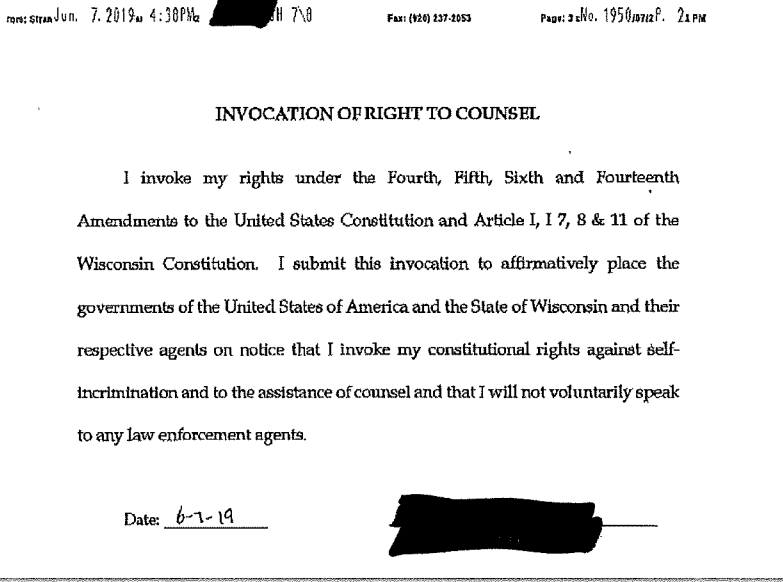 Jun. 7. 2019 4:38PM H 7\0 Fax: (920) 237-2053 Page: 3 No. 1950 P. 2
INVOCATION OF RIGHT TO COUNSEL
I invoke my rights under the Fourth, Fifth, Sixth and Fourteenth
Amendments to the United States Constitution and Article I, I 7, 8 & 11 of the
Wisconsin Constitution. I submit this invocation to affirmatively place the
governments of the United States of America and the State of Wisconsin and their
respective agents on notice that I invoke my constitutional rights against self-
incrimination and to the assistance of counsel and that I will not voluntarily speak
to any law enforcement agents.
Date: 6-7-19